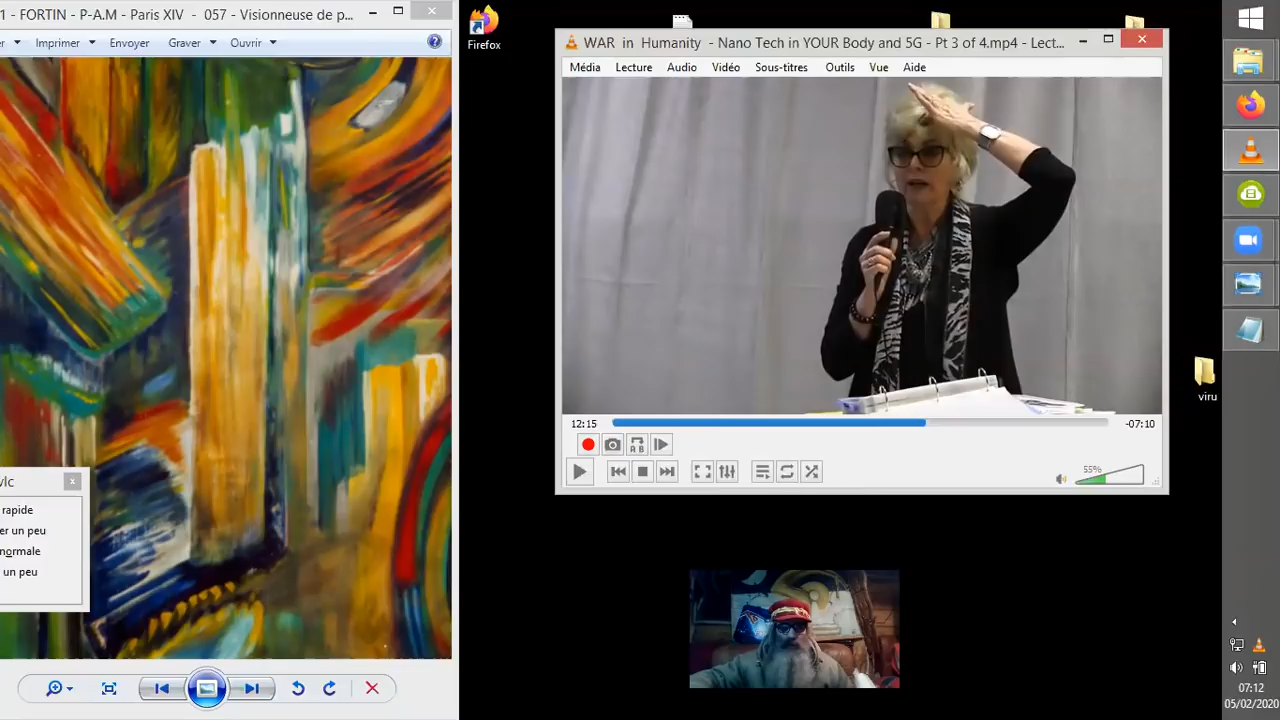 - FORTIN - P-A.M - Paris XIV - 057 - Visionneuse de p...
Imprimer Envoyer Graver Ouvrir
rapide
er un peu
normale
un peu
Firefox
WAR in Humanity - Nano Tech in YOUR Body and 5G - Pt 3 of 4.mp4 - Lect...
Média Lecture Audio Vidéo Sous-titres Outils Vue Aide
12:15 -07:10
55%
viru
07:12
05/02/2020